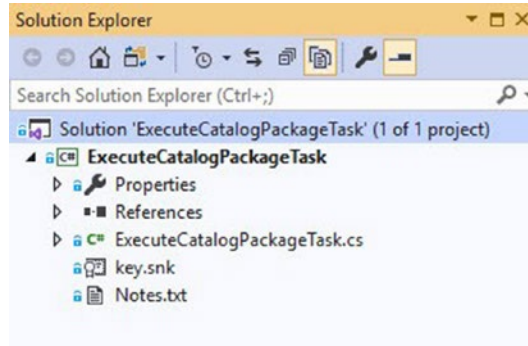 Solution Explorer
Search Solution Explorer (Ctrl+;)
Solution 'ExecuteCatalogPackageTask' (1 of 1 project)
C# ExecuteCatalogPackageTask
Properties
References
C# ExecuteCatalogPackageTask.cs
key.snk
Notes.txt